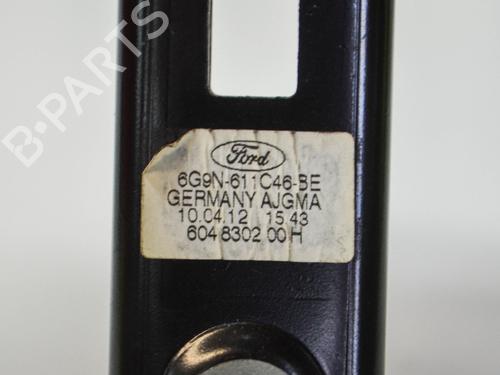 B-PARTS
Ford
6G9N-611C46-BE
GERMANY AJGMA
10.04.12 15.43
604 8302 00 H